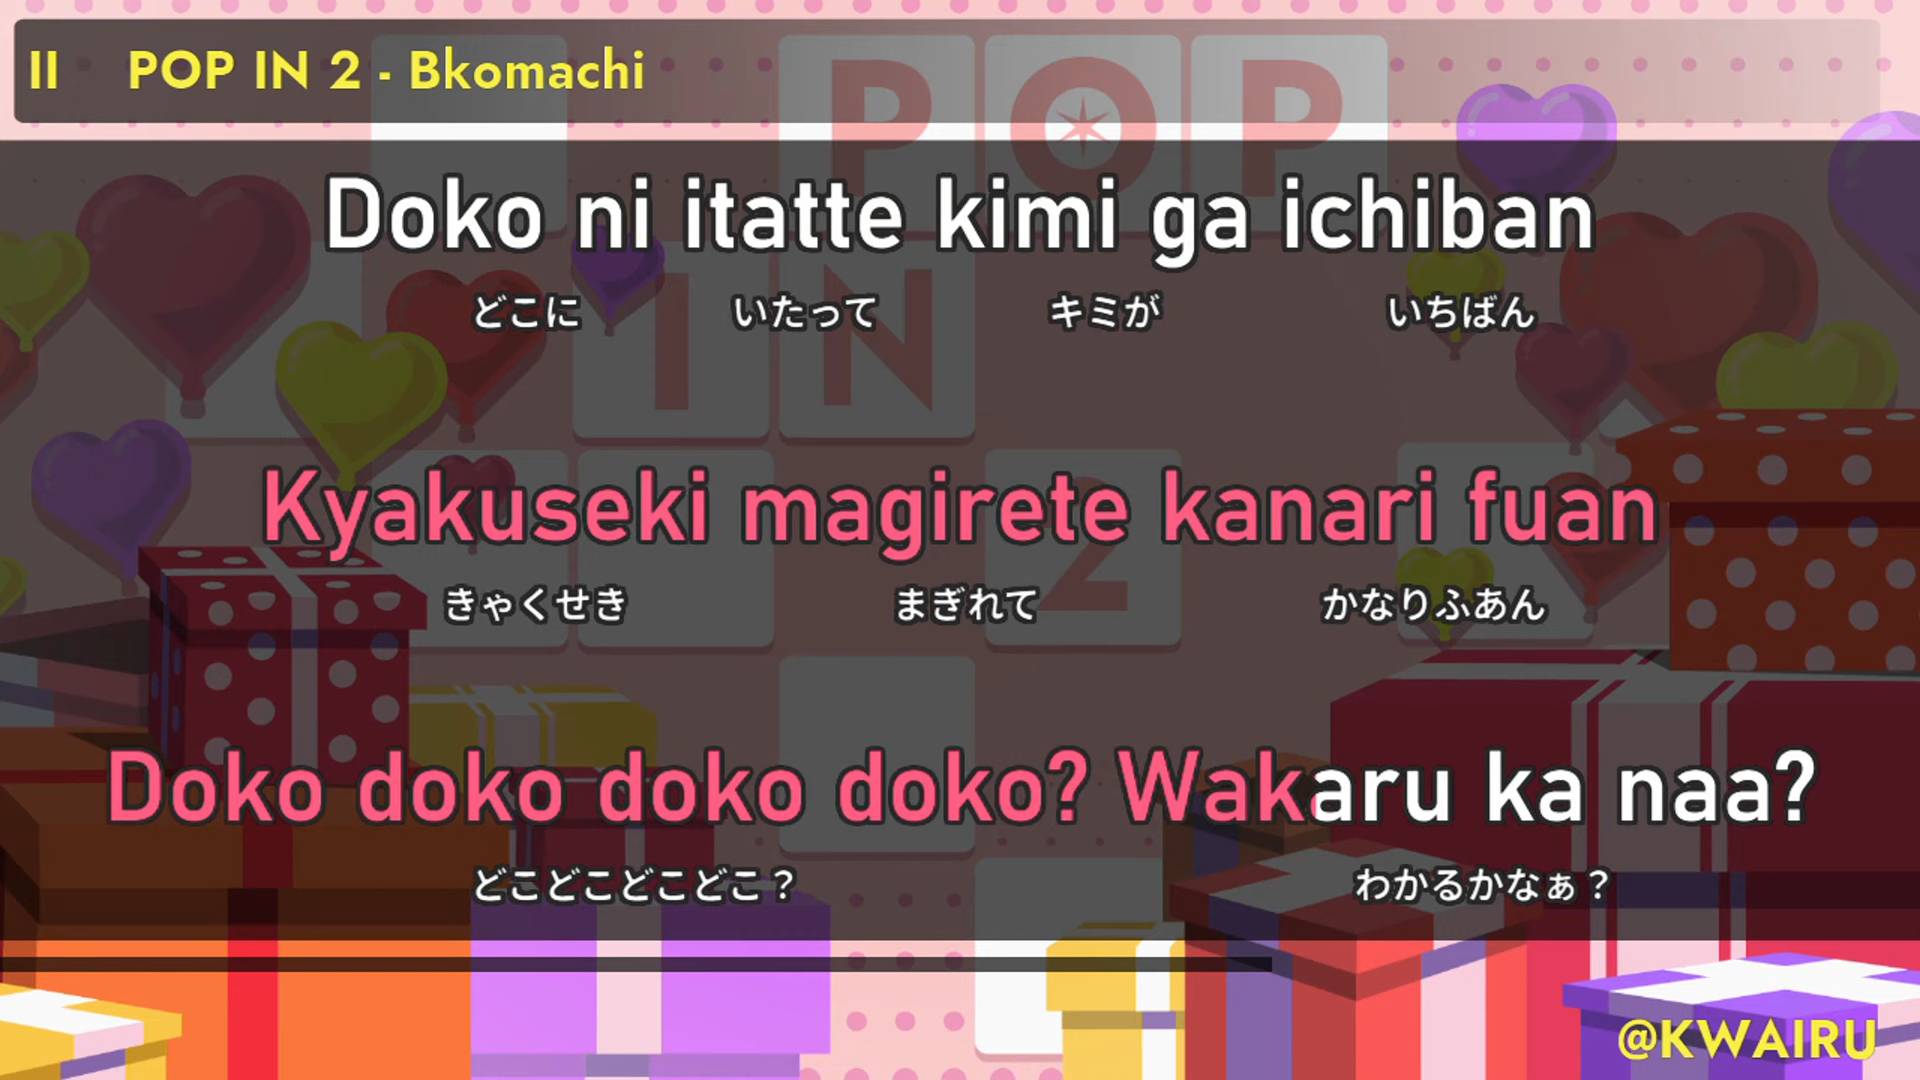 II POP IN 2 - Bkomachi
POP
IN
2
Doko ni itatte kimi ga ichiban
どこに いたって キミが いちばん
Kyakuseki magirete kanari fuan
きゃくせき まぎれて かなりふあん
Doko doko doko doko? Wakaru ka naa?
どこどこどこどこ？ わかるかなぁ？
@KWAIRU